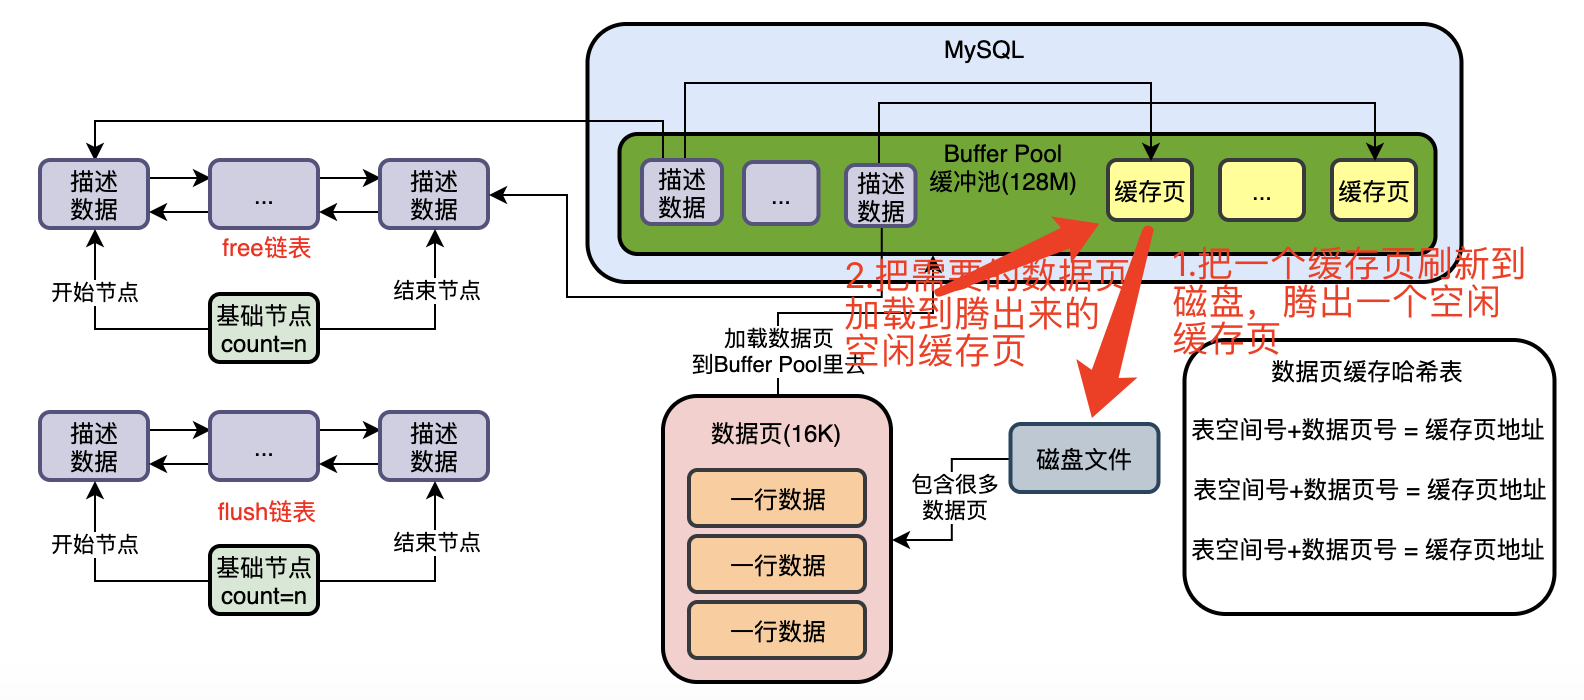 MySQL
Buffer Pool
缓冲池(128M)
描述
数据
...
描述
数据
缓存页
...
缓存页
描述
数据
...
描述
数据
free链表
开始节点
结束节点
基础节点
count=n
2.把需要的数据页
加载到腾出来的
空闲缓存页
1.把一个缓存页刷新到
磁盘，腾出一个空闲
缓存页
加载数据页
到Buffer Pool里去
描述
数据
...
描述
数据
flush链表
开始节点
结束节点
基础节点
count=n
数据页(16K)
一行数据
一行数据
一行数据
包含很多
数据页
磁盘文件
数据页缓存哈希表
表空间号+数据页号 = 缓存页地址
表空间号+数据页号 = 缓存页地址
表空间号+数据页号 = 缓存页地址